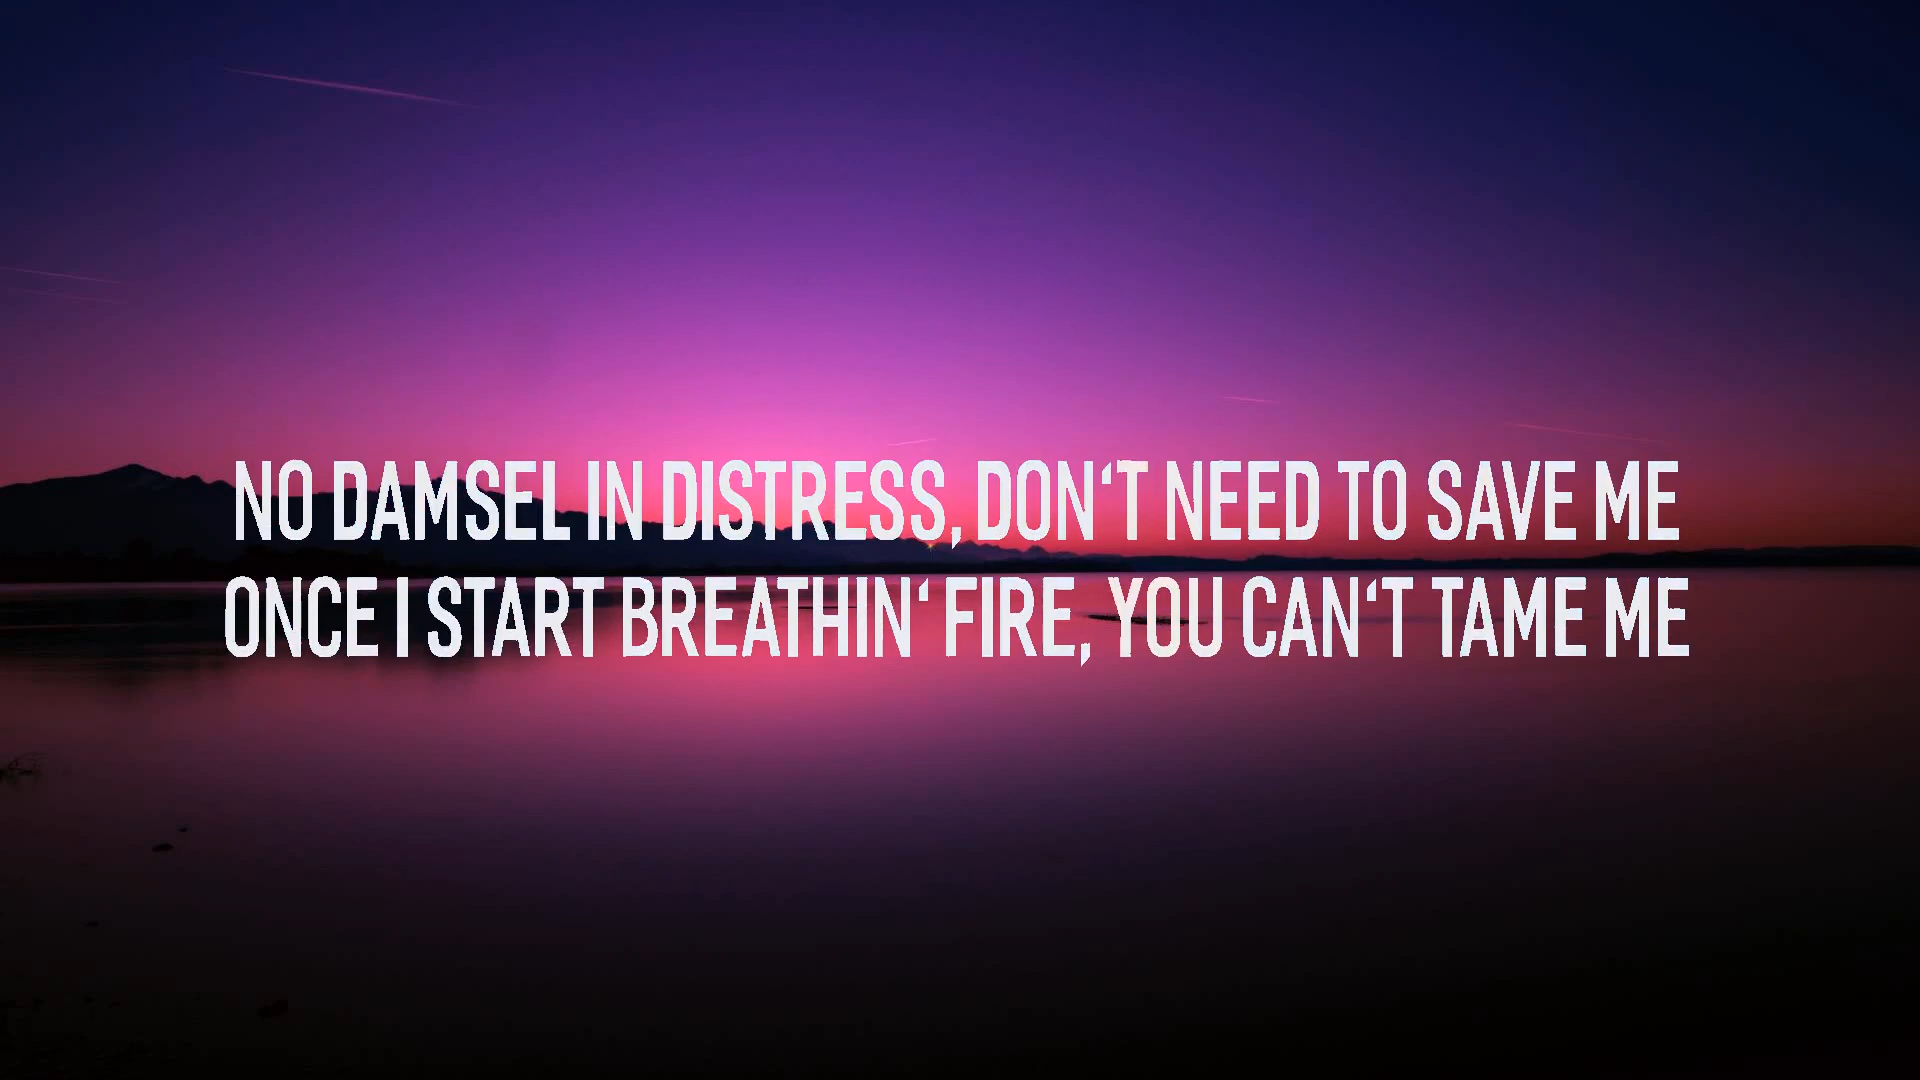 NO DAMSEL IN DISTRESS, DON‘T NEED TO SAVE ME
ONCE I START BREATHIN‘ FIRE, YOU CAN‘T TAME ME